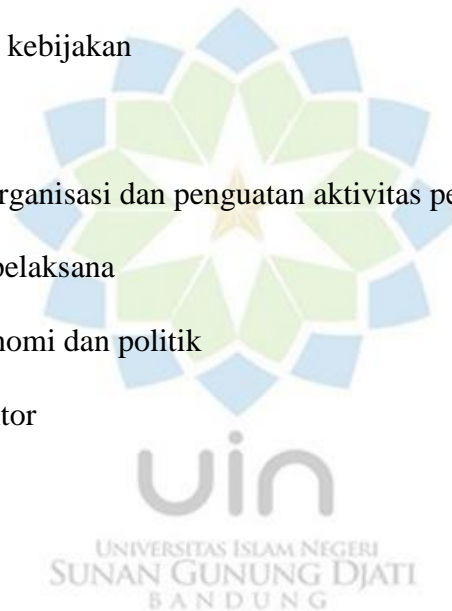 kebijakan
rganisasi dan penguatan aktivitas pe
pelaksana
nomi dan politik
tor
uin
UNIVERSITAS ISLAM NEGERI
SUNAN GUNUNG DJATI
BANDUNG